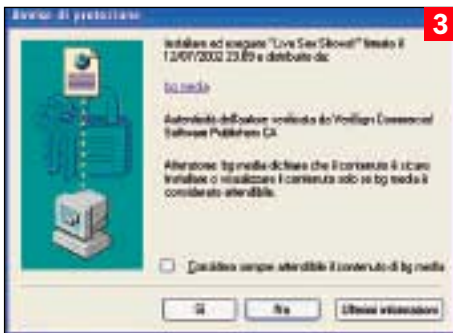 Avviso di protezione
3
Installare ed eseguire "Live Sex Shows!" firmato il
12/07/2002 23.09 e distribuito da:
bg media
Autenticità dell'autore verificata da VeriSign Commercial
Software Publishers CA
Attenzione: bg media dichiara che il contenuto è sicuro.
Installare o visualizzare il contenuto solo se bg media è
considerato attendibile.
Considera sempre attendibile il contenuto di bg media
Sì
No
Ulteriori informazioni